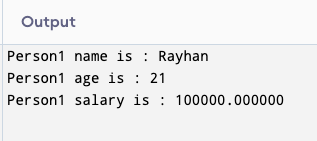 Output
Person1 name is : Rayhan
Person1 age is : 21
Person1 salary is : 100000.000000